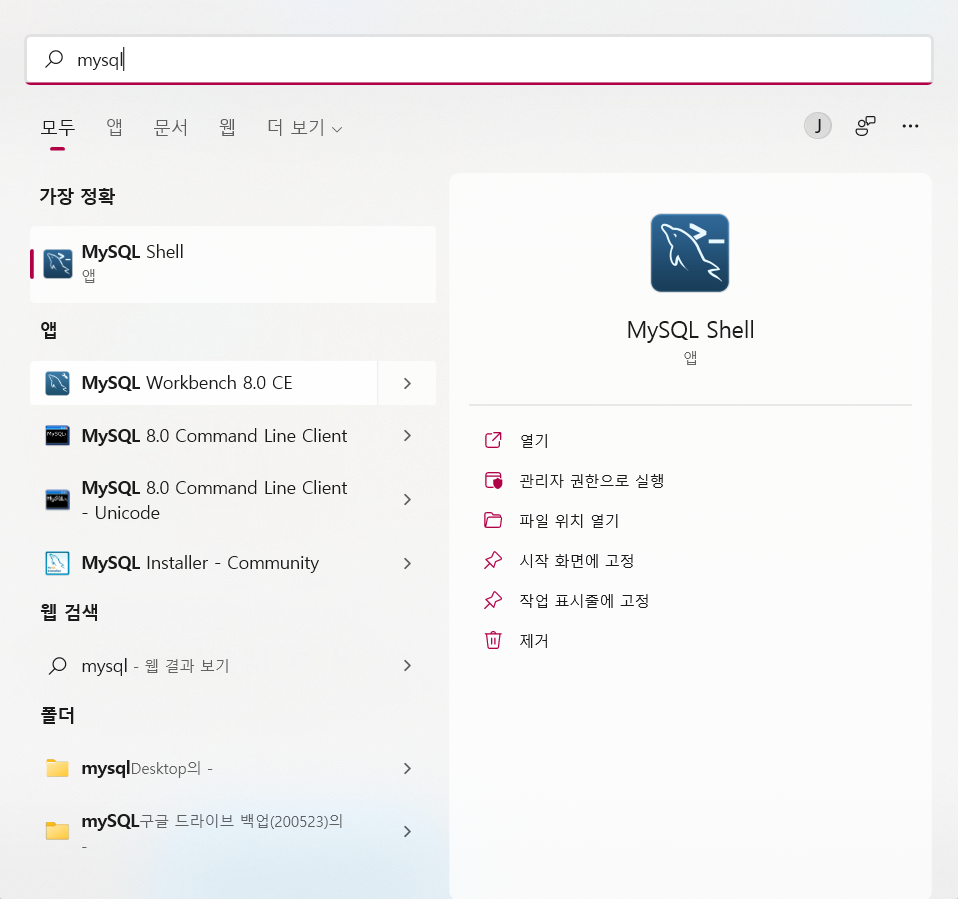 mysql
모두 앱 문서 웹 더 보기
J
가장 정확
MySQL Shell
앱
앱
MySQL Workbench 8.0 CE
MySQL 8.0 Command Line Client
MySQL 8.0 Command Line Client
- Unicode
MySQL Installer - Community
웹 검색
mysql - 웹 결과 보기
폴더
mysqlDesktop의 -
mySQL구글 드라이브 백업(200523)의
-
MySQL Shell
앱
열기
관리자 권한으로 실행
파일 위치 열기
시작 화면에 고정
작업 표시줄에 고정
제거